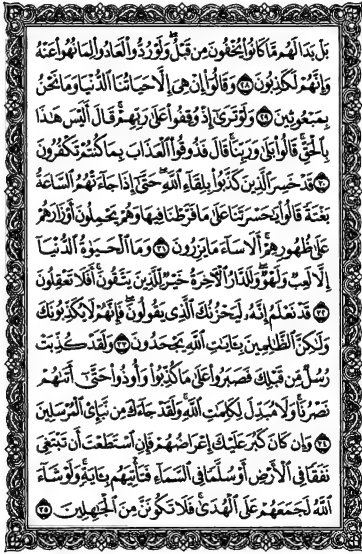 بَلْ بَدَا لَهُم مَّا كَانُوا۟ يُخْفُونَ مِن قَبْلُ ۖ وَلَوْ رُدُّوا۟ لَعَادُوا۟ لِمَا نُهُوا۟ عَنْهُ
وَإِنَّهُمْ لَكَٰذِبُونَ ٢٨ وَقَالُوٓا۟ إِنْ هِىَ إِلَّا حَيَاتُنَا ٱلدُّنْيَا وَمَا نَحْنُ
بِمَبْعُوثِينَ ٢٩ وَلَوْ تَرَىٰٓ إِذْ وُقِفُوا۟ عَلَىٰ رَبِّهِمْ ۚ قَالَ أَلَيْسَ هَٰذَا
بِٱلْحَقِّ ۚ قَالُوا۟ بَلَىٰ وَرَبِّنَا ۚ قَالَ فَذُوقُوا۟ ٱلْعَذَابَ بِمَا كُنتُمْ تَكْفُرُونَ
٣٠ قَدْ خَسِرَ ٱلَّذِينَ كَذَّبُوا۟ بِلِقَآءِ ٱللَّهِ ۖ حَتَّىٰٓ إِذَا جَآءَتْهُمُ ٱلسَّاعَةُ
بَغْتَةً قَالُوا۟ يَٰحَسْرَتَنَا عَلَىٰ مَا فَرَّطْنَا فِيهَا وَهُمْ يَحْمِلُونَ أَوْزَارَهُمْ
عَلَىٰ ظُهُورِهِمْ ۚ أَلَا سَآءَ مَا يَزِرُونَ ٣١ وَمَا ٱلْحَيَوٰةُ ٱلدُّنْيَآ
إِلَّا لَعِبٌ وَلَهْوٌ ۖ وَلَلدَّارُ ٱلْءَاخِرَةُ خَيْرٌ لِّلَّذِينَ يَتَّقُونَ ۗ أَفَلَا تَعْقِلُونَ
٣٢ قَدْ نَعْلَمُ إِنَّهُۥ لَيَحْزُنُكَ ٱلَّذِى يَقُولُونَ ۖ فَإِنَّهُمْ لَا يُكَذِّبُونَكَ
وَلَٰكِنَّ ٱلظَّٰلِمِينَ بِـَٔايَٰتِ ٱللَّهِ يَجْحَدُونَ ٣٣ وَلَقَدْ كُذِّبَتْ
رُسُلٌ مِّن قَبْلِكَ فَصَبَرُوا۟ عَلَىٰ مَا كُذِّبُوا۟ وَأُوذُوا۟ حَتَّىٰٓ أَتَىٰهُمْ
نَصْرُنَا ۚ وَلَا مُبَدِّلَ لِكَلِمَٰتِ ٱللَّهِ ۚ وَلَقَدْ جَآءَكَ مِن نَّبَإِى۟ ٱلْمُرْسَلِينَ
٣٤ وَإِن كَانَ كَبُرَ عَلَيْكَ إِعْرَاضُهُمْ فَإِنِ ٱسْتَطَعْتَ أَن تَبْتَغِىَ
نَفَقًا فِى ٱلْأَرْضِ أَوْ سُلَّمًا فِى ٱلسَّمَآءِ فَتَأْتِيَهُم بِـَٔايَةٍ ۚ وَلَوْ شَآءَ
ٱللَّهُ لَجَمَعَهُمْ عَلَى ٱلْهُدَىٰ ۚ فَلَا تَكُونَنَّ مِنَ ٱلْجَٰهِلِينَ ٣٥